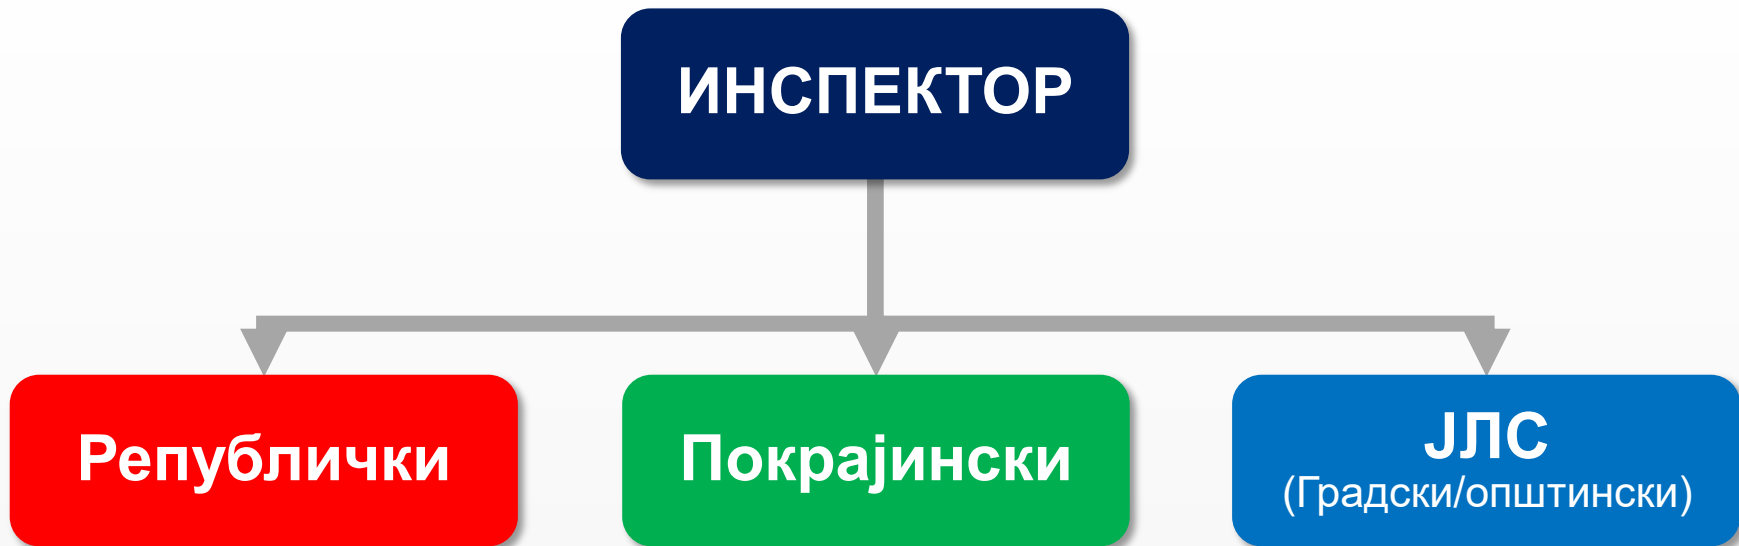 ИНСПЕКТОР
Републички
Покрајински
ЈЛС
(Градски/општински)